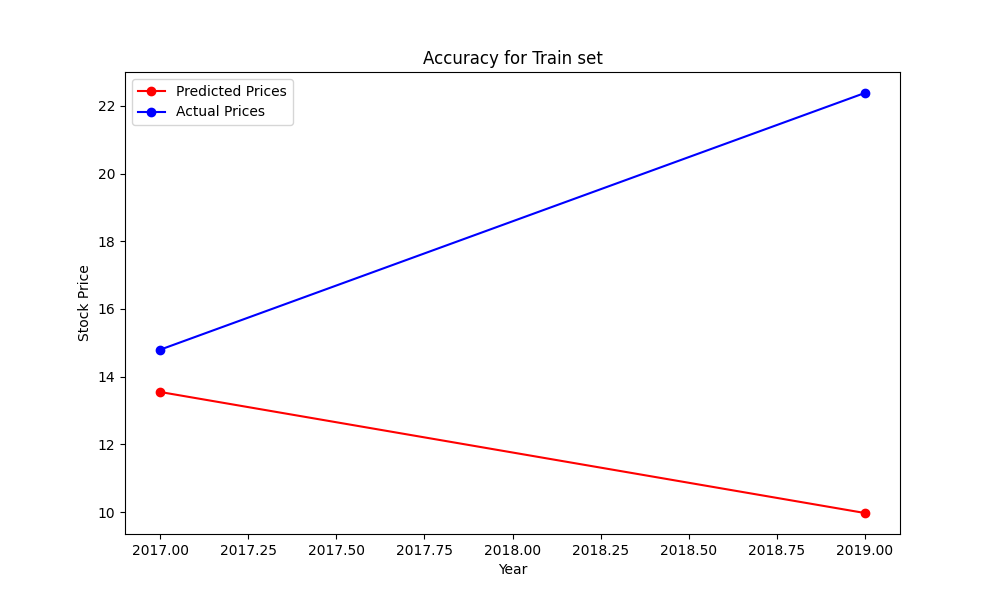 Accuracy for Train set
Predicted Prices
Actual Prices
22
20
18
16
14
12
10
Stock Price
2017.00 2017.25 2017.50 2017.75 2018.00 2018.25 2018.50 2018.75 2019.00
Year